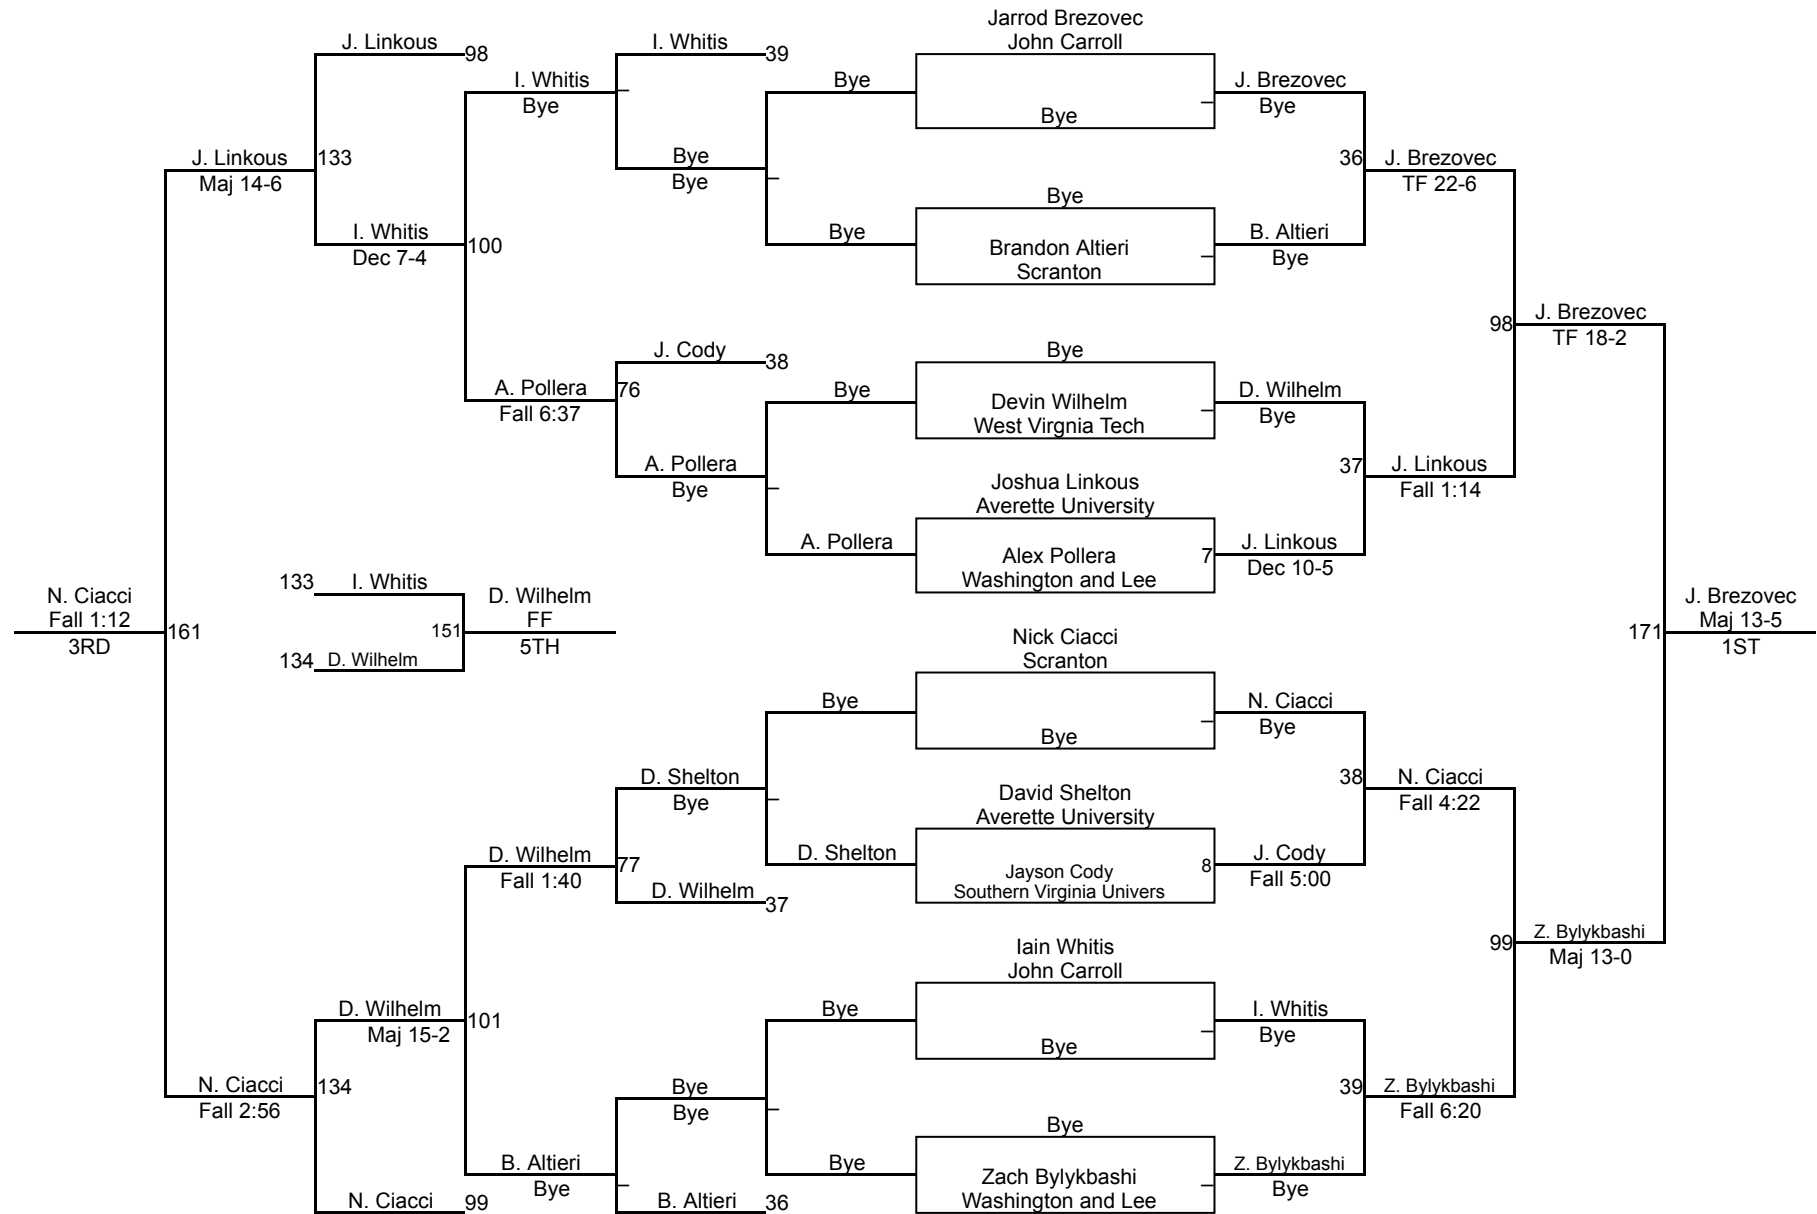 Jarrod Brezovec
John Carroll
J. Linkous
98
I. Whitis
39
I. Whitis
Bye
Bye
J. Brezovec
Bye
Bye
J. Linkous
133
Maj 14-6
Bye
Bye
36
J. Brezovec
TF 22-6
Bye
I. Whitis
100
Dec 7-4
Bye
Brandon Altieri
Scranton
B. Altieri
Bye
98
J. Brezovec
TF 18-2
J. Cody
38
Bye
A. Pollera
76
Fall 6:37
Bye
Devin Wilhelm
West Virgnia Tech
D. Wilhelm
Bye
A. Pollera
Bye
37
J. Linkous
Fall 1:14
Joshua Linkous
Averette University
A. Pollera
Alex Pollera
Washington and Lee
7
J. Linkous
Dec 10-5
133
I. Whitis
N. Ciacci
Fall 1:12
3RD
161
151
D. Wilhelm
FF
5TH
134
D. Wilhelm
171
J. Brezovec
Maj 13-5
1ST
Nick Ciacci
Scranton
Bye
Bye
N. Ciacci
Bye
D. Shelton
Bye
38
N. Ciacci
Fall 4:22
David Shelton
Averette University
D. Wilhelm
77
Fall 1:40
D. Shelton
Jayson Cody
Southern Virginia Univers
8
J. Cody
Fall 5:00
D. Wilhelm
37
99
Z. Bylykbashi
Maj 13-0
Iain Whitis
John Carroll
D. Wilhelm
101
Maj 15-2
Bye
Bye
I. Whitis
Bye
N. Ciacci
134
Fall 2:56
Bye
Bye
39
Z. Bylykbashi
Fall 6:20
Bye
B. Altieri
Bye
Bye
Zach Bylykbashi
Washington and Lee
Z. Bylykbashi
Bye
N. Ciacci
99
B. Altieri
36